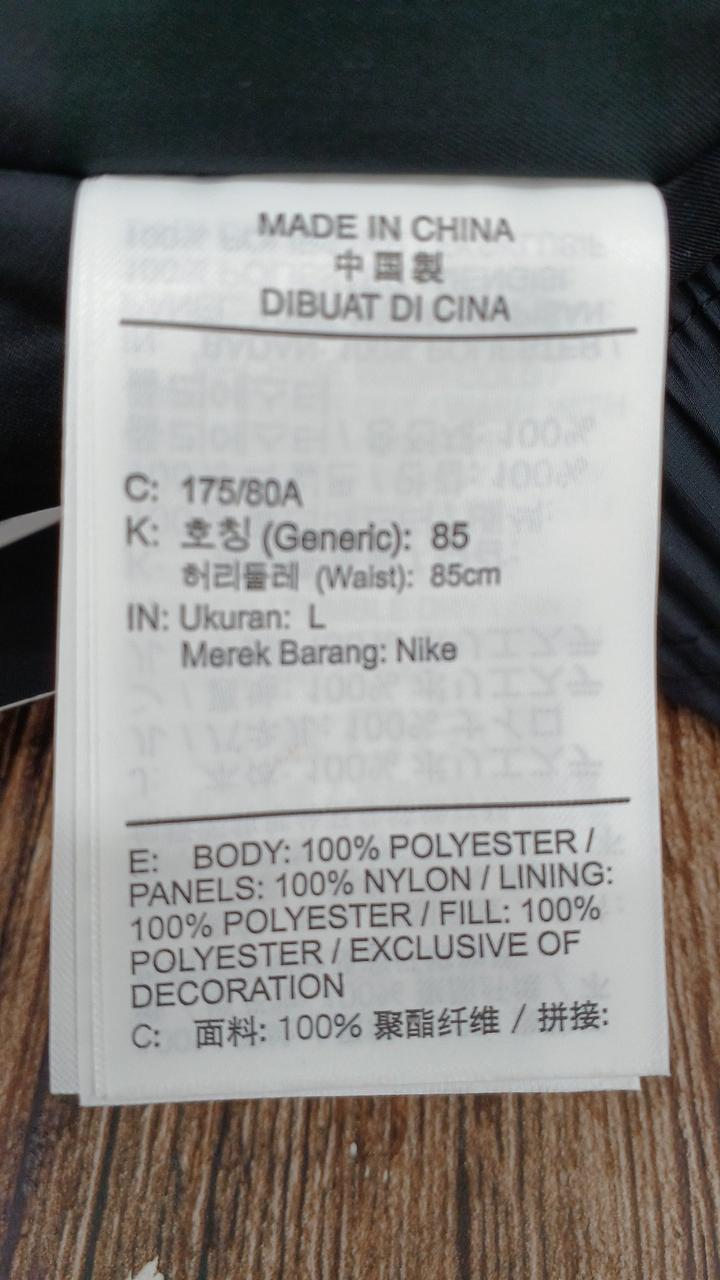 MADE IN CHINA
中国製
DIBUAT DI CINA
C: 175/80A
K: 호칭 (Generic): 85
허리둘레 (Waist): 85cm
IN: Ukuran: L
Merek Barang: Nike
E: BODY: 100% POLYESTER /
PANELS: 100% NYLON / LINING:
100% POLYESTER / FILL: 100%
POLYESTER / EXCLUSIVE OF
DECORATION
C: 面料: 100% 聚酯纤维 / 拼接: